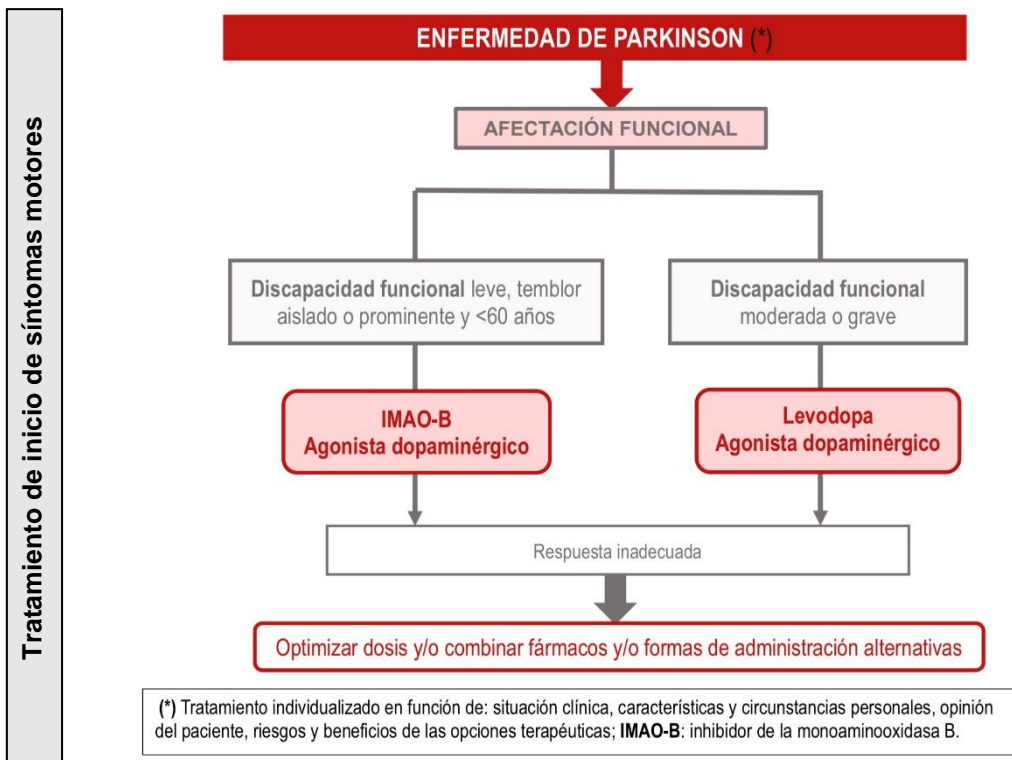 Tratamiento de inicio de síntomas motores
ENFERMEDAD DE PARKINSON (*)
AFECTACIÓN FUNCIONAL
Discapacidad funcional leve, temblor
aislado o prominente y <60 años
Discapacidad funcional
moderada o grave
IMAO-B
Agonista dopaminérgico
Levodopa
Agonista dopaminérgico
Respuesta inadecuada
Optimizar dosis y/o combinar fármacos y/o formas de administración alternativas
(*) Tratamiento individualizado en función de: situación clínica, características y circunstancias personales, opinión
del paciente, riesgos y beneficios de las opciones terapéuticas; IMAO-B: inhibidor de la monoaminooxidasa B.